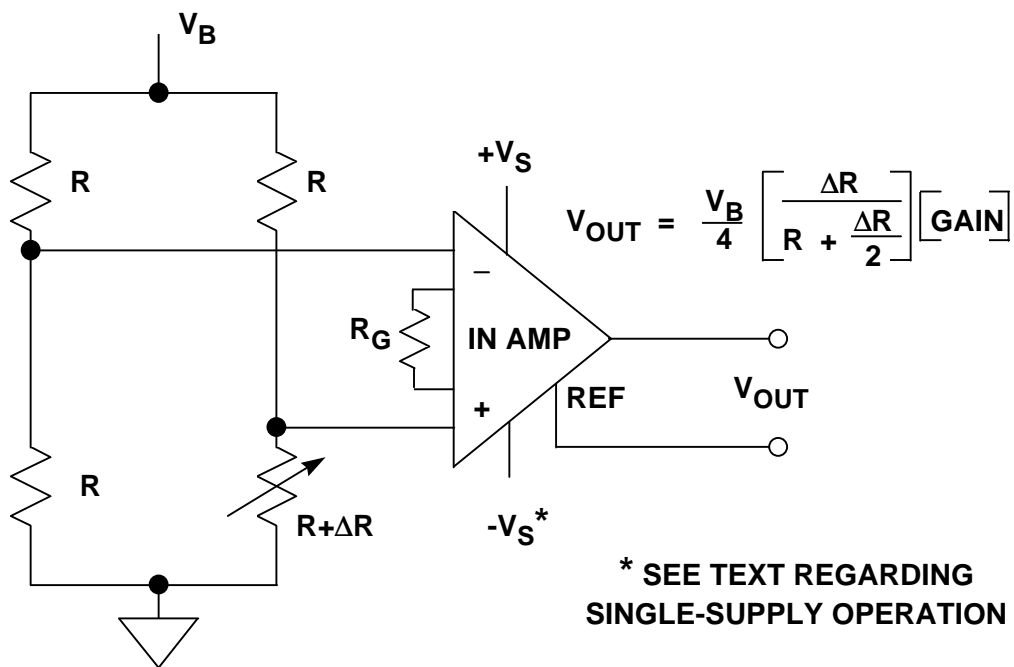 V_B
R
R
+V_S
V_OUT = V_B/4 [ΔR / (R + ΔR/2)] [GAIN]
−
R_G
IN AMP
+
REF
V_OUT
R
R+ΔR
-V_S*
* SEE TEXT REGARDING
SINGLE-SUPPLY OPERATION